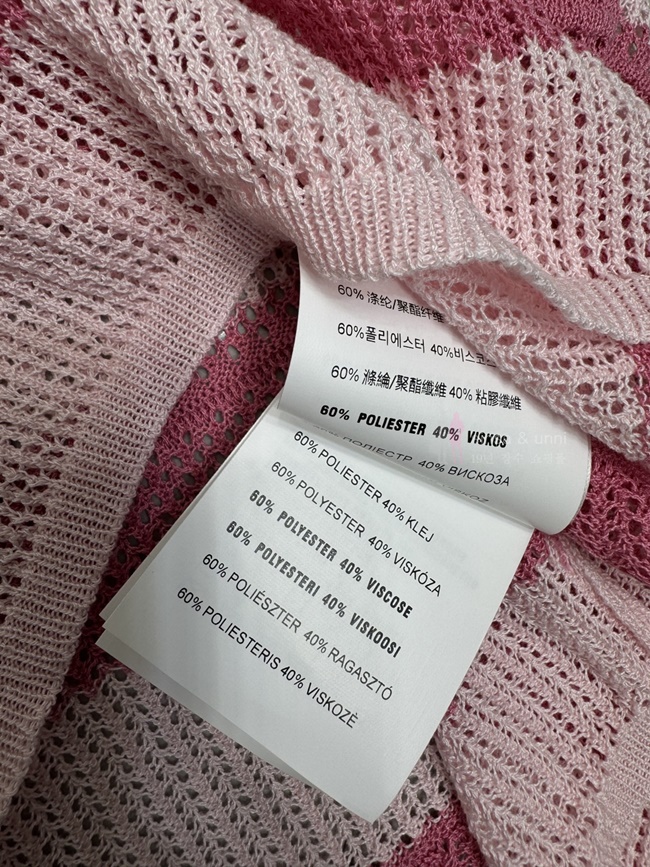 60% 涤纶/聚酯纤维
60%폴리에스터 40%비스코스
60% 滌綸/聚酯纖維 40% 粘膠纖維
60% POLIESTER 40% VISKOS
40% ВИСКОЗА
60% POLIESTER 40% KLEJ
60% POLYESTER 40% VISKÓZA
60% POLYESTER 40% VISCOSE
60% POLYESTERI 40% VISKOOSI
60% POLIÉSZTER 40% RAGASZTÓ
60% POLIESTERIS 40% VISKOZĖ
& unni